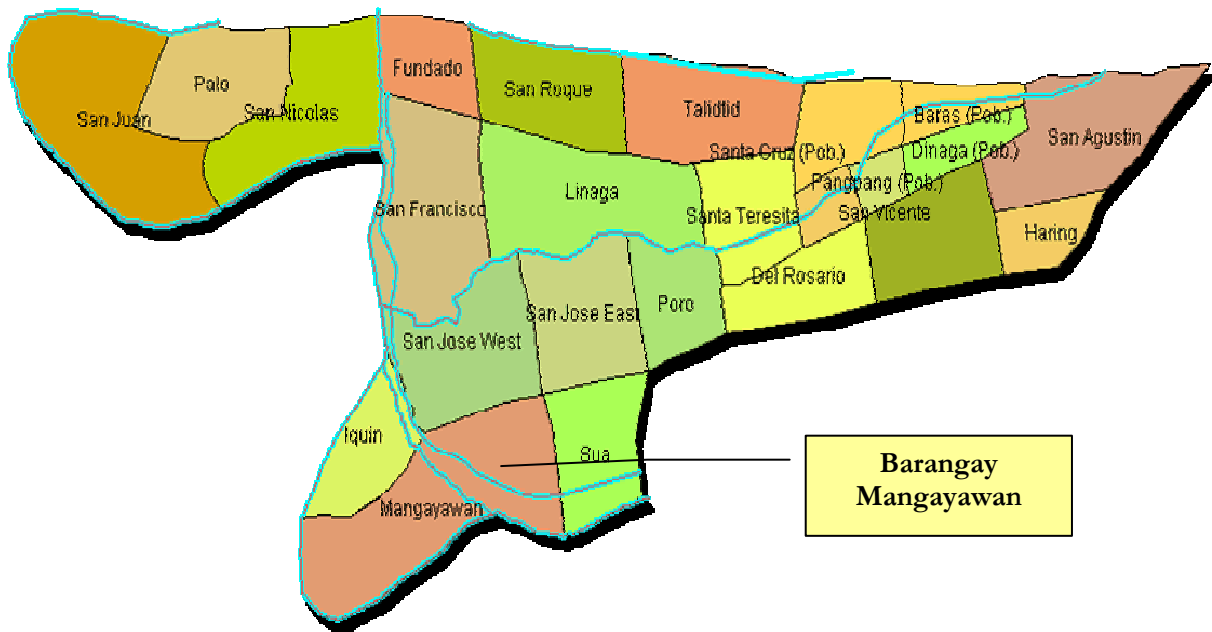 Fundado
Palo
San Roque
Talidtid
San Juan
San Nicolas
Baras (Pob.)
San Agustin
Santa Cruz (Pob.)
Dinaga (Pob.)
Linaga
Pangpang (Pob.)
San Francisco
Santa Teresita
San Vicente
Haring
Del Rosario
Poro
San Jose East
San Jose West
Iquin
Sua
Mangayawan
Barangay
Mangayawan